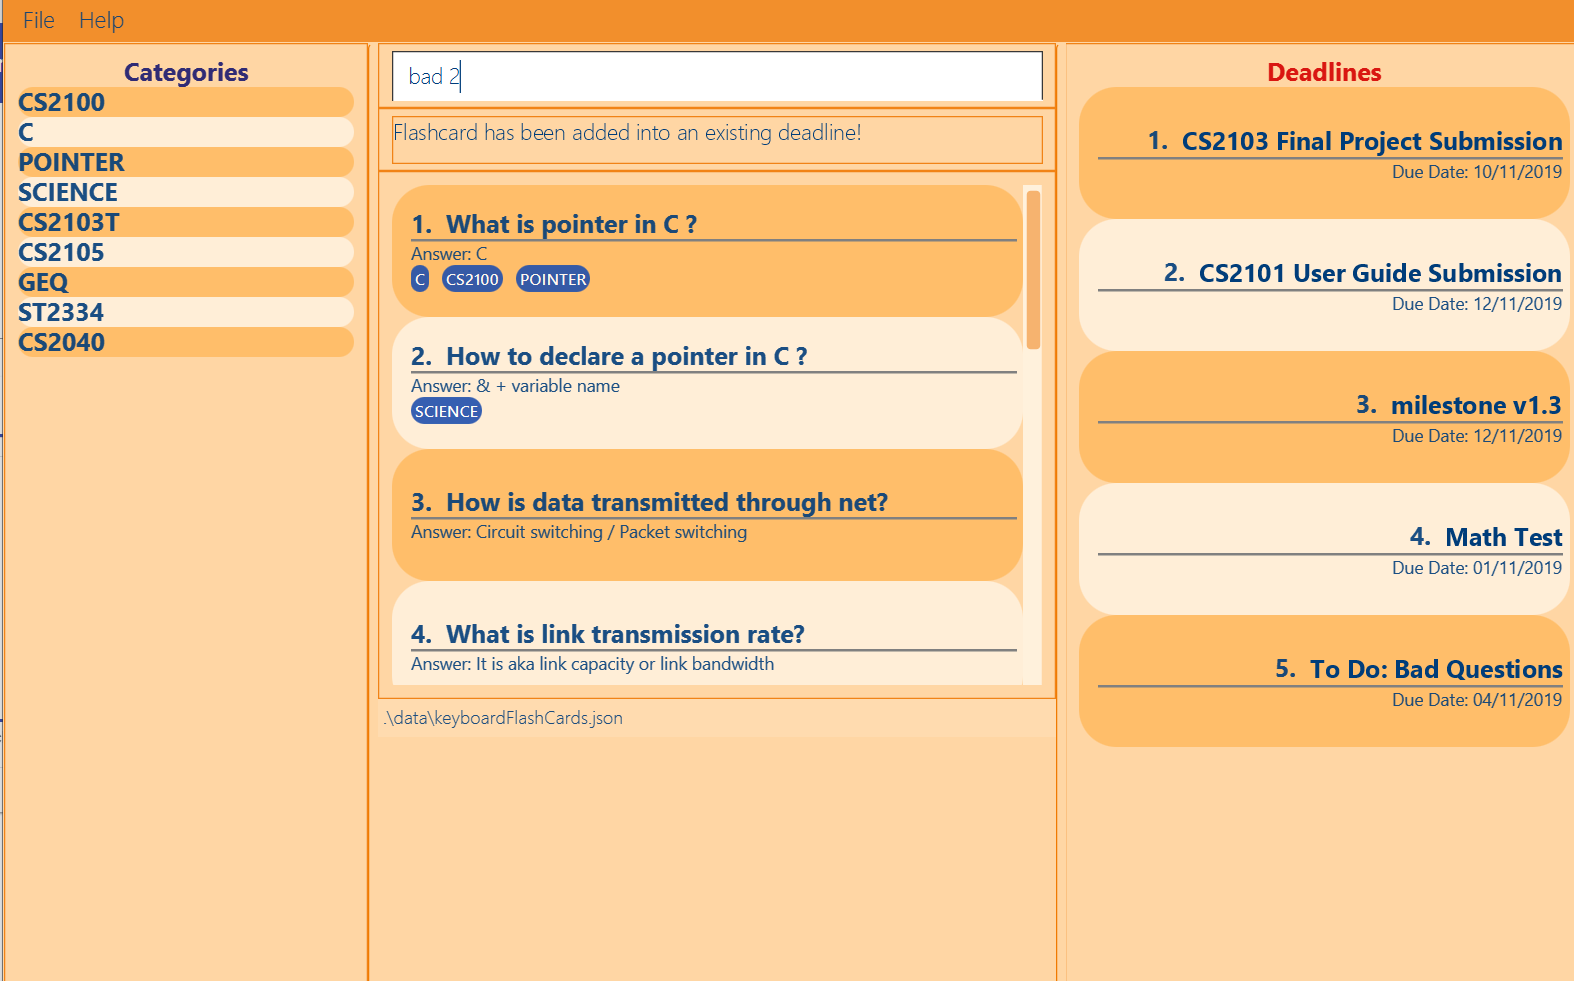 File Help
Categories
CS2100
C
POINTER
SCIENCE
CS2103T
CS2105
GEQ
ST2334
CS2040
bad 2
Flashcard has been added into an existing deadline!
1. What is pointer in C ?
Answer: C
C CS2100 POINTER
2. How to declare a pointer in C ?
Answer: & + variable name
SCIENCE
3. How is data transmitted through net?
Answer: Circuit switching / Packet switching
4. What is link transmission rate?
Answer: It is aka link capacity or link bandwidth
.\data\keyboardFlashCards.json
Deadlines
1. CS2103 Final Project Submission
Due Date: 10/11/2019
2. CS2101 User Guide Submission
Due Date: 12/11/2019
3. milestone v1.3
Due Date: 12/11/2019
4. Math Test
Due Date: 01/11/2019
5. To Do: Bad Questions
Due Date: 04/11/2019